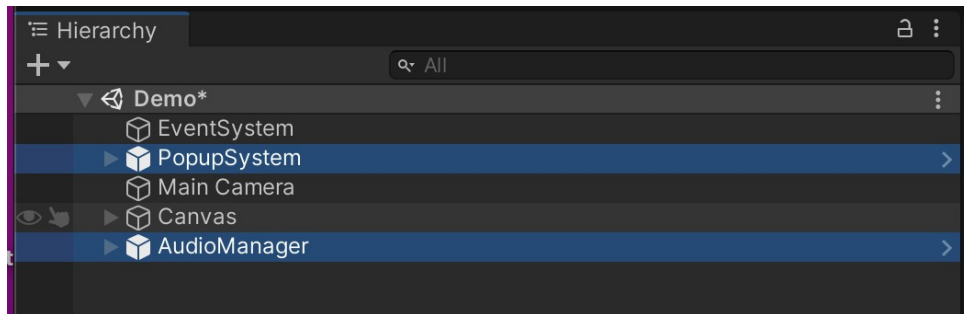 Hierarchy
All
Demo*
EventSystem
PopupSystem
Main Camera
Canvas
AudioManager
t